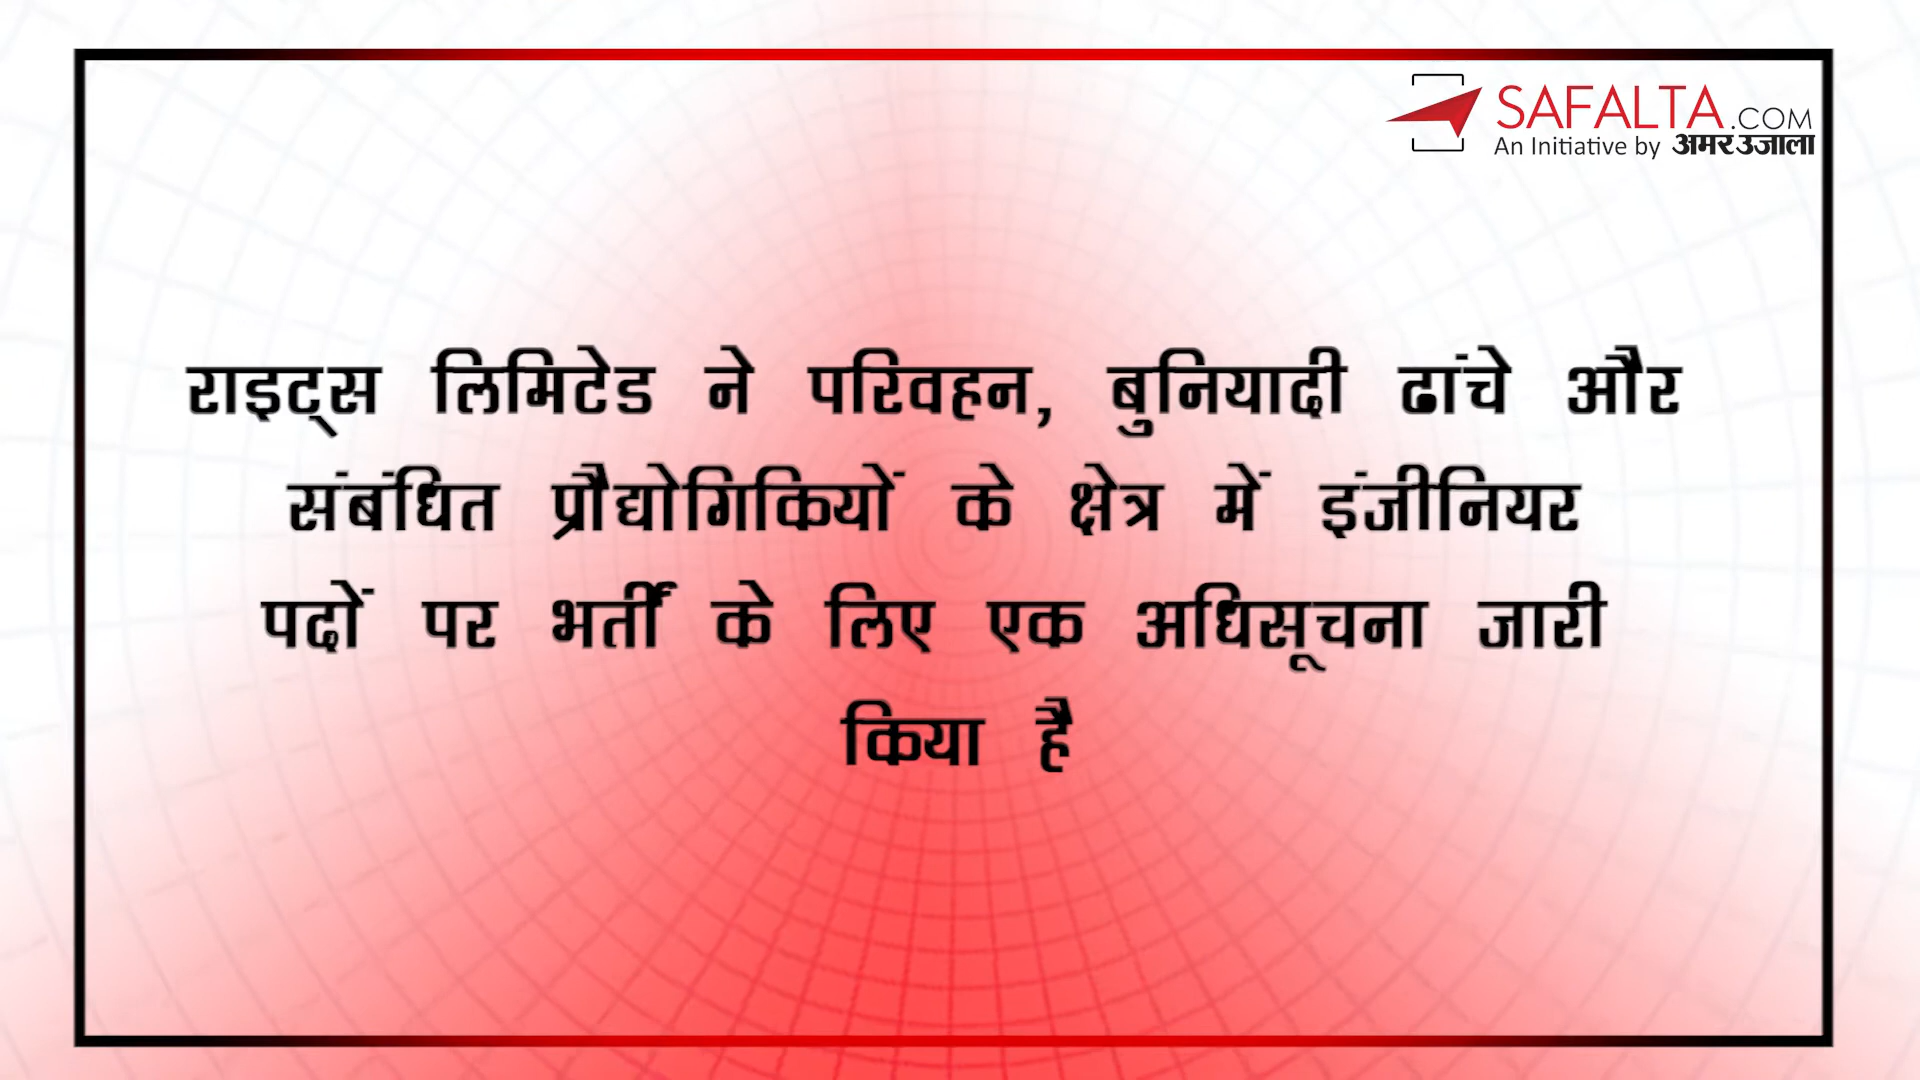 SAFALTA.COM
An Initiative by अमर उजाला
राइट्स लिमिटेड ने परिवहन, बुनियादी ढांचे और
संबंधित प्रौद्योगिकियों के क्षेत्र में इंजीनियर
पदों पर भर्ती के लिए एक अधिसूचना जारी
किया है